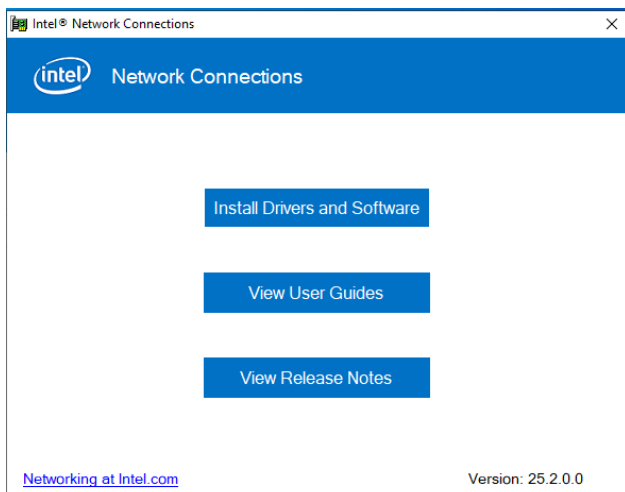 Intel® Network Connections
intel
Network Connections
Install Drivers and Software
View User Guides
View Release Notes
Networking at Intel.com
Version: 25.2.0.0